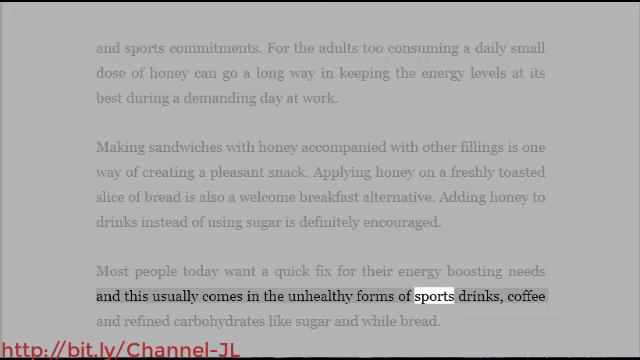 and sports commitments. For the adults too consuming a daily small
dose of honey can go a long way in keeping the energy levels at its
best during a demanding day at work.
Making sandwiches with honey accompanied with other fillings is one
way of creating a pleasant snack. Applying honey on a freshly toasted
slice of bread is also a welcome breakfast alternative. Adding honey to
drinks instead of using sugar is definitely encouraged.
Most people today want a quick fix for their energy boosting needs
and this usually comes in the unhealthy forms of sports drinks, coffee
and refined carbohydrates like sugar and while bread.
http://bit.ly/Channel-JL